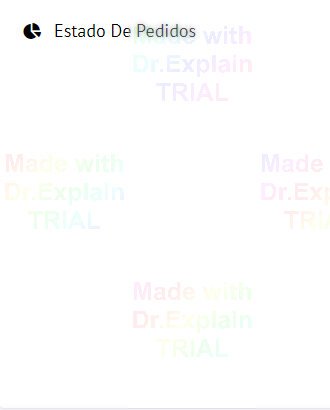 Estado De Pedidos
Made with
Dr.Explain
TRIAL
Made with
Dr.Explain
TRIAL
Made
Dr.Exp
TRI
Made with
Dr.Explain
TRIAL